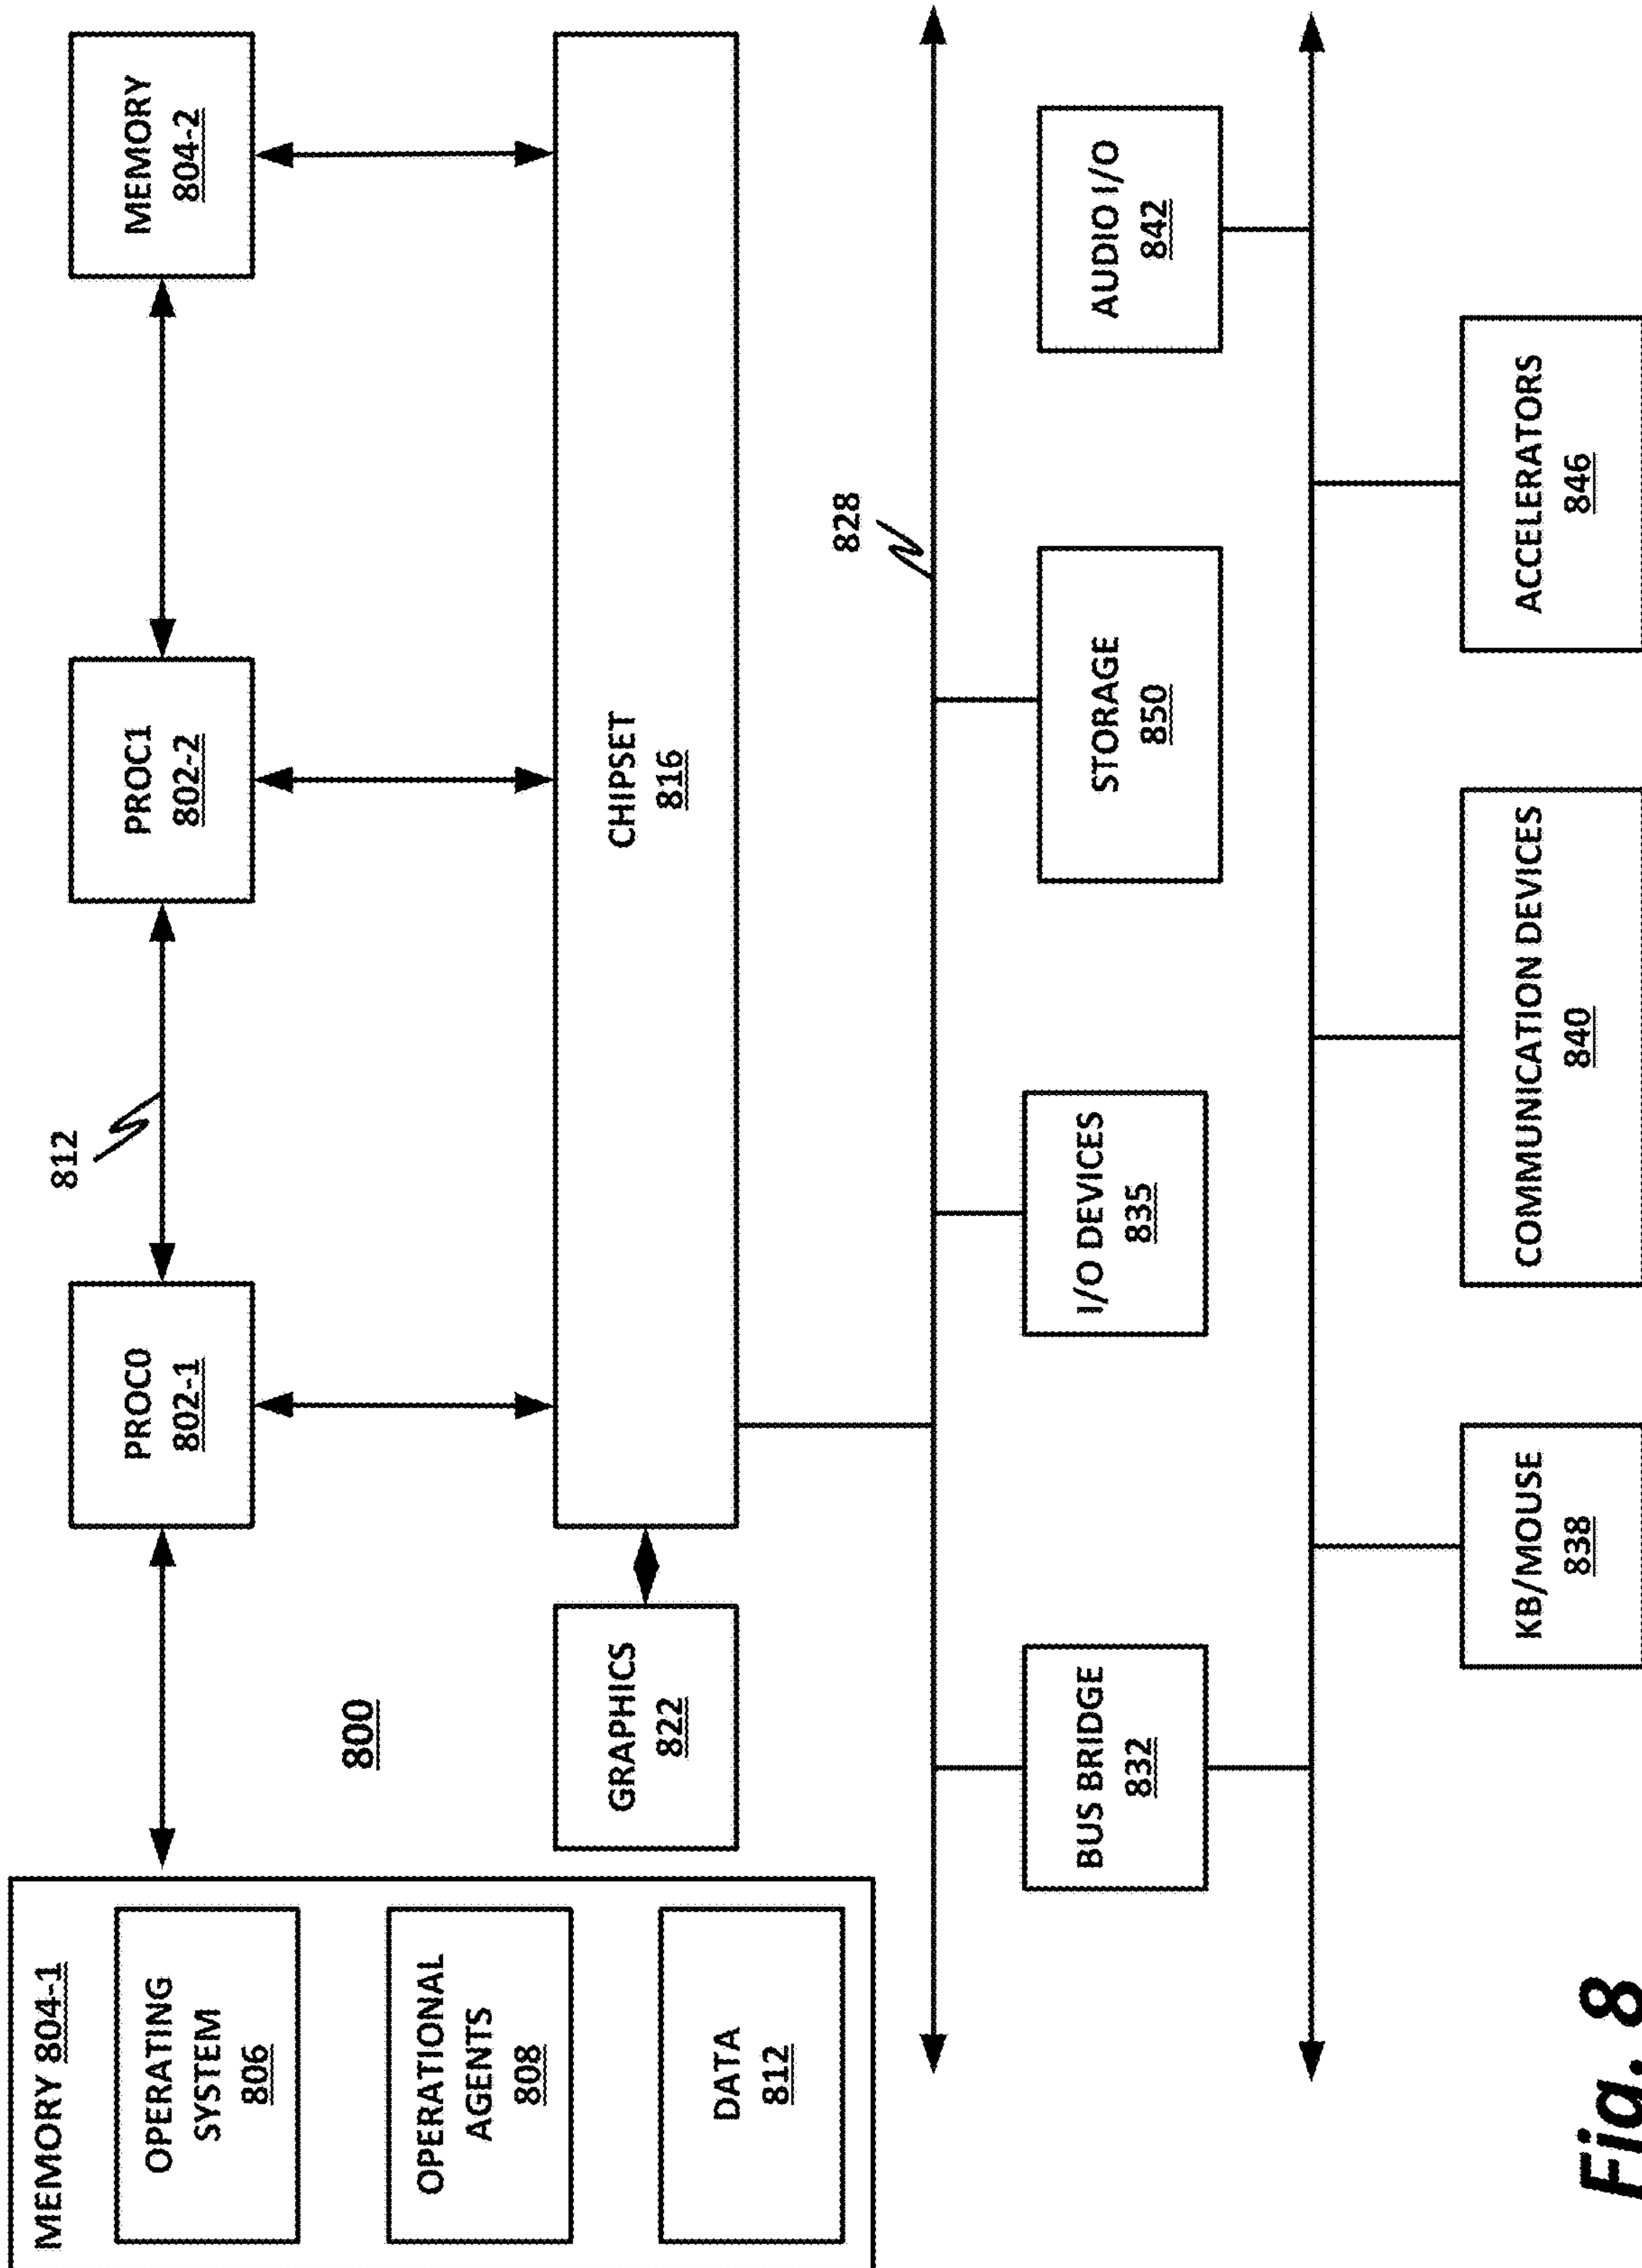 MEMORY 804-1
OPERATING
SYSTEM
806
OPERATIONAL
AGENTS
808
DATA
812
PROC0
802-1
812
PROC1
802-2
MEMORY
804-2
800
GRAPHICS
822
CHIPSET
816
828
BUS BRIDGE
832
I/O DEVICES
835
STORAGE
850
AUDIO I/O
842
KB/MOUSE
838
COMMUNICATION DEVICES
840
ACCELERATORS
846
Fig. 8